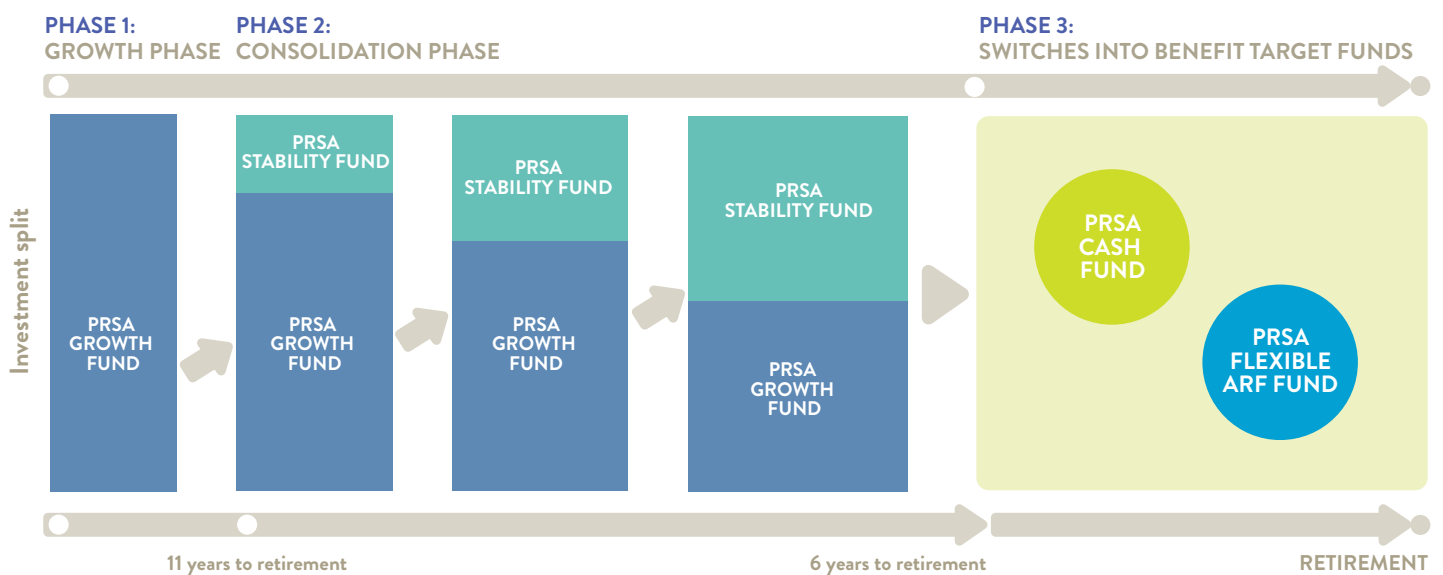 PHASE 1:
GROWTH PHASE
PHASE 2:
CONSOLIDATION PHASE
PHASE 3:
SWITCHES INTO BENEFIT TARGET FUNDS
Investment split
PRSA
GROWTH
FUND
PRSA
STABILITY FUND
PRSA
GROWTH
FUND
PRSA
STABILITY FUND
PRSA
GROWTH
FUND
PRSA
STABILITY FUND
PRSA
GROWTH
FUND
PRSA
CASH
FUND
PRSA
FLEXIBLE
ARF FUND
11 years to retirement
6 years to retirement
RETIREMENT